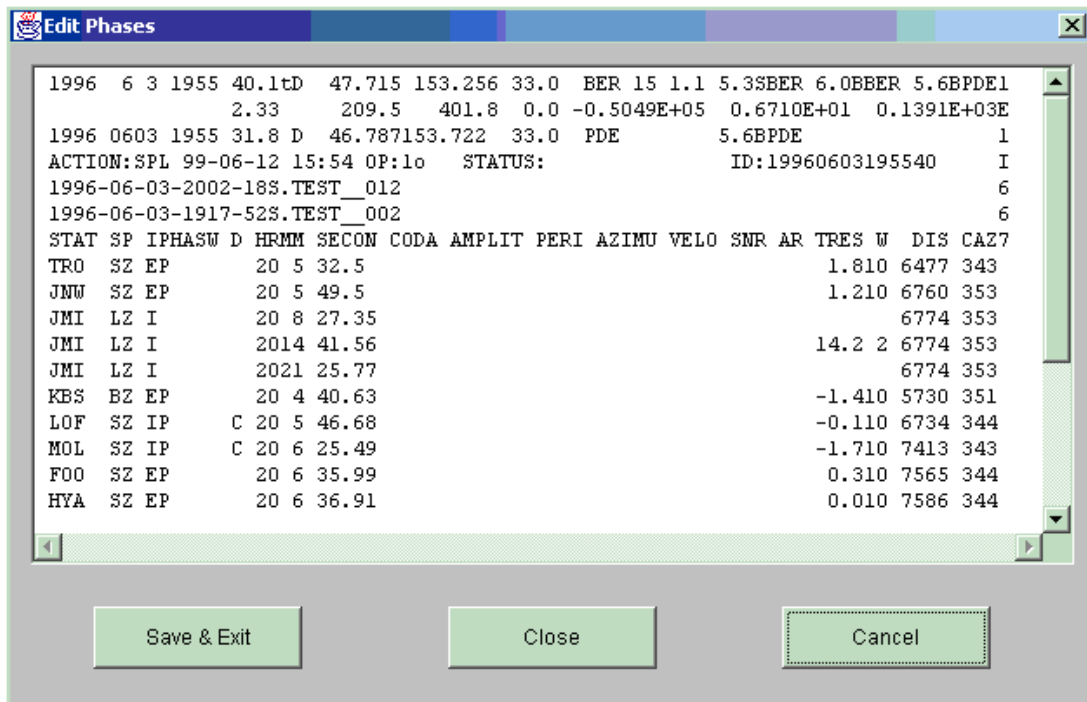 Edit Phases
1996  6 3 1955 40.1tD  47.715 153.256 33.0  BER 15 1.1 5.3SBER 6.0BBER 5.6BPDE1
2.33  209.5  401.8  0.0 -0.5049E+05  0.6710E+01  0.1391E+03E
1996 0603 1955 31.8 D  46.787153.722  33.0  PDE  5.6BPDE  1
ACTION:SPL 99-06-12 15:54 OP:lo  STATUS:  ID:19960603195540  I
1996-06-03-2002-18S.TEST__012  6
1996-06-03-1917-52S.TEST__002  6
STAT SP IPHASW D HRMM SECON CODA AMPLIT PERI AZIMU VELO SNR AR TRES W  DIS CAZ7
TRO  SZ EP  20 5 32.5  1.810 6477 343
JNW  SZ EP  20 5 49.5  1.210 6760 353
JMI  LZ I  20 8 27.35  6774 353
JMI  LZ I  2014 41.56  14.2 2 6774 353
JMI  LZ I  2021 25.77  6774 353
KBS  BZ EP  20 4 40.63  -1.410 5730 351
LOF  SZ IP  C 20 5 46.68  -0.110 6734 344
MOL  SZ IP  C 20 6 25.49  -1.710 7413 343
FOO  SZ EP  20 6 35.99  0.310 7565 344
HYA  SZ EP  20 6 36.91  0.010 7586 344
Save & Exit
Close
Cancel